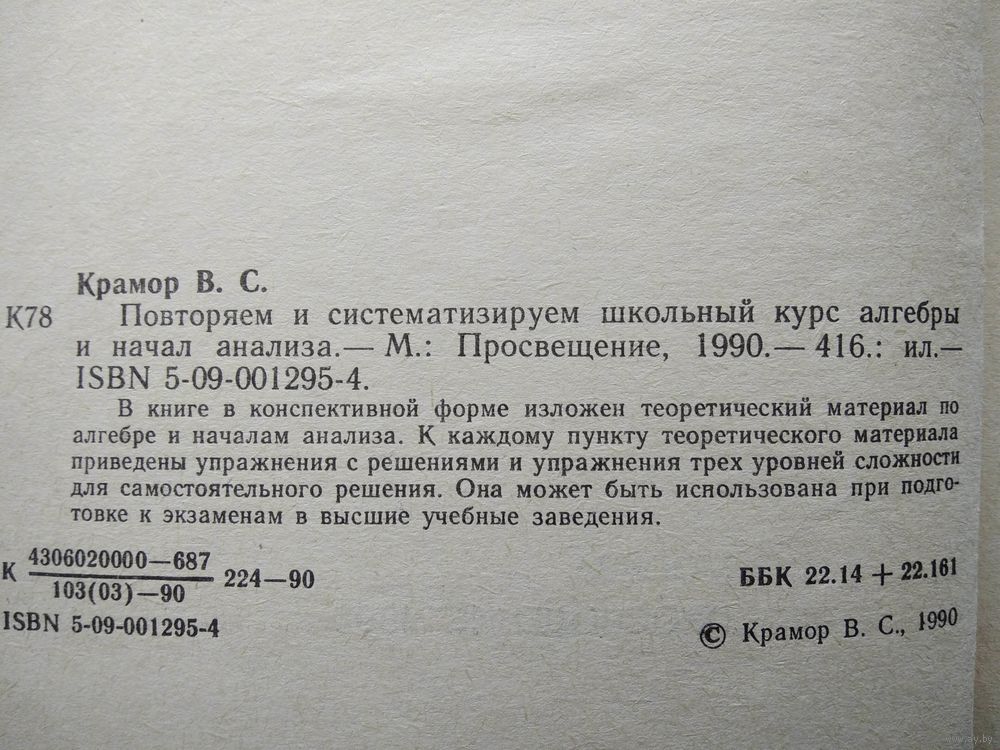 Крамор В. С.
К78 Повторяем и систематизируем школьный курс алгебры
и начал анализа.— М.: Просвещение, 1990.— 416.: ил.—
ISBN 5-09-001295-4.
В книге в конспективной форме изложен теоретический материал по
алгебре и началам анализа. К каждому пункту теоретического материала
приведены упражнения с решениями и упражнения трех уровней сложности
для самостоятельного решения. Она может быть использована при подго-
товке к экзаменам в высшие учебные заведения.
К 4306020000—687
103(03)—90 224—90
ББК 22.14 + 22.161
ISBN 5-09-001295-4
© Крамор В. С., 1990
www.ay.by